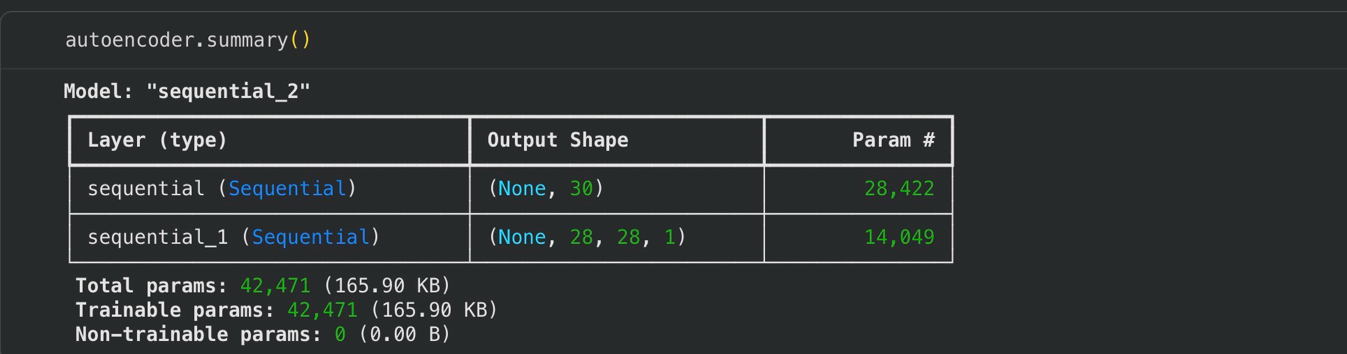 autoencoder.summary()
Model: "sequential_2"
Layer (type) Output Shape Param #
sequential (Sequential) (None, 30) 28,422
sequential_1 (Sequential) (None, 28, 28, 1) 14,049
Total params: 42,471 (165.90 KB)
Trainable params: 42,471 (165.90 KB)
Non-trainable params: 0 (0.00 B)